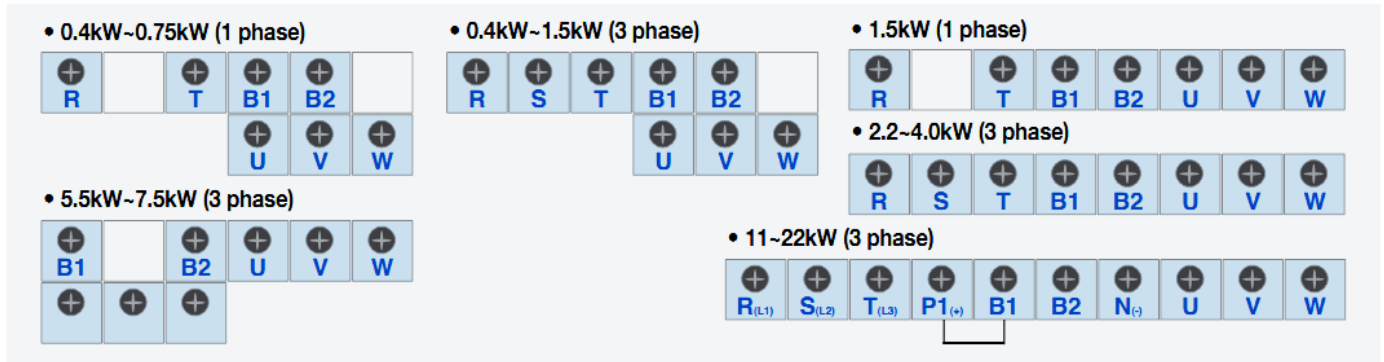 • 0.4kW~0.75kW (1 phase)
R T B1 B2
U V W
• 0.4kW~1.5kW (3 phase)
R S T B1 B2
U V W
• 1.5kW (1 phase)
R T B1 B2 U V W
• 2.2~4.0kW (3 phase)
R S T B1 B2 U V W
• 5.5kW~7.5kW (3 phase)
B1 B2 U V W
• 11~22kW (3 phase)
R(L1) S(L2) T(L3) P1(+) B1 B2 N(-) U V W